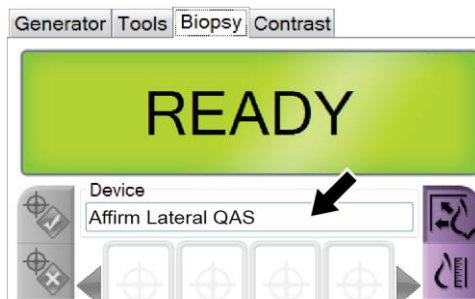 Generator Tools Biopsy Contrast
READY
Device
Affirm Lateral QAS